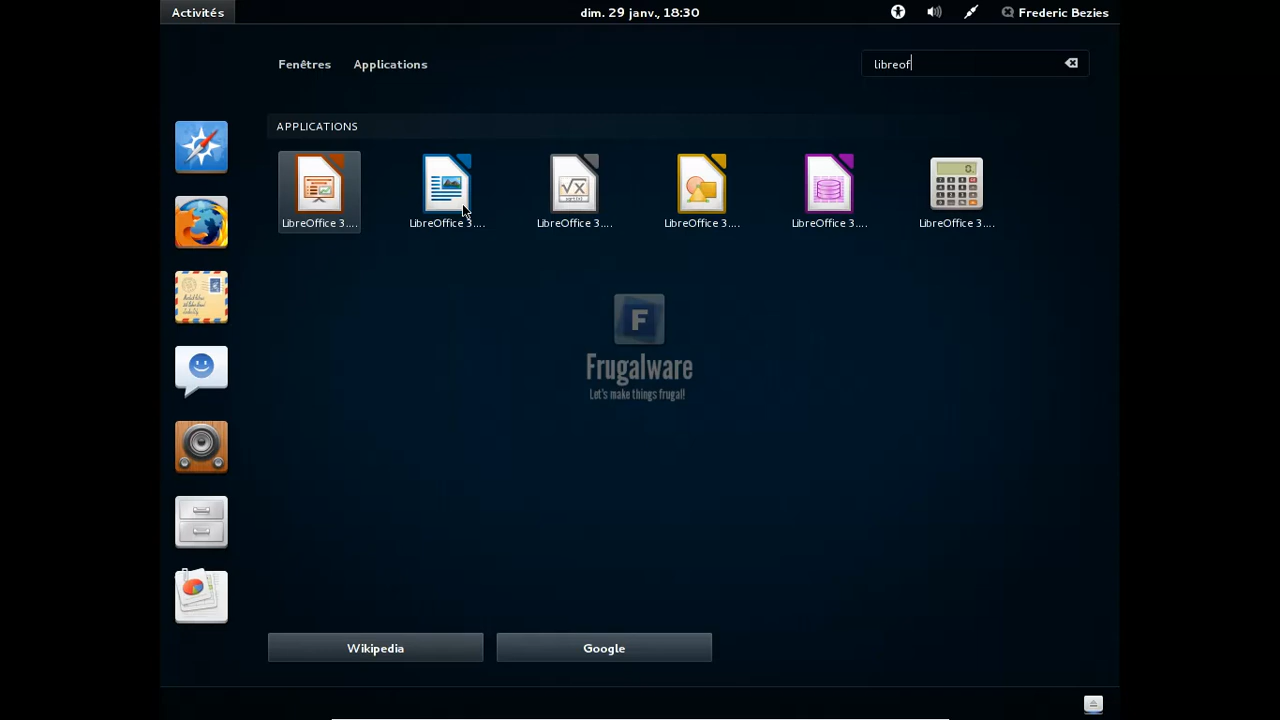 Activités
dim. 29 janv., 18:30
Frederic Bezies
Fenêtres
Applications
libreof
APPLICATIONS
LibreOffice 3....
LibreOffice 3....
LibreOffice 3....
LibreOffice 3....
LibreOffice 3....
LibreOffice 3....
0.
F
Frugalware
Let's make things frugal!
Wikipedia
Google